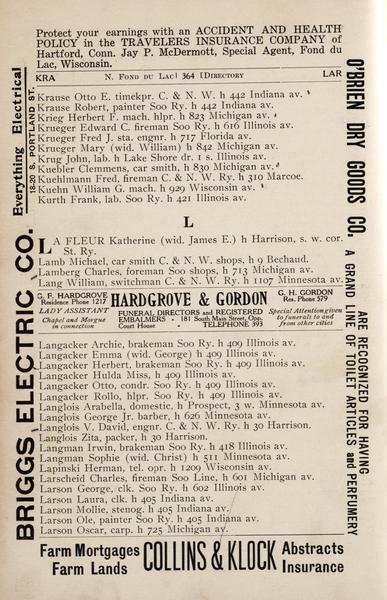 Protect your earnings with an ACCIDENT AND HEALTH
POLICY in the TRAVELERS INSURANCE COMPANY of
Hartford, Conn. Jay P. McDermott, Special Agent, Fond du
Lac, Wisconsin.
KRA N. FOND DU LAC] 364 [DIRECTORY LAR
Krause Otto E. timekpr. C. & N. W. h 442 Indiana av.
Krause Robert, painter Soo Ry. h 442 Indiana av.
Krieg Herbert F. mach. hlpr. h 823 Michigan av.
Krueger Edward C. fireman Soo Ry. h 616 Illinois av.
Krueger Fred J. sta. engnr. h 717 Florida av.
Krueger Mary (wid. William) h 842 Michigan av.
Krug John, lab. h Lake Shore dr. 1 s. Illinois av.
Kuebler Clemmens, car smith, h 830 Michigan av.
Kuehlmann Fred, fireman C. & N. W. Ry. h 310 Marcoe.
Kuehn William G. mach. h 929 Wisconsin av.
Kurth Frank, lab. Soo Ry. h 421 Illinois av.
L
LA FLEUR Katherine (wid. James E.) h Harrison, s. w. cor.
St. Ry.
Lamb Michael, car smith C. & N. W. shops, h 9 Bechaud.
Lamberg Charles, foreman Soo shops, h 713 Michigan av.
Lang William, switchman C. & N. W. Ry. h 1107 Minnesota av.
G. F. HARDGROVE
Residence Phone 1217
LADY ASSISTANT
Chapel and Morgue
in connection
HARDGROVE & GORDON
FUNERAL DIRECTORS and REGISTERED
EMBALMERS - 181 South Main Street, Opp.
Court House - TELEPHONE 393
G. H. GORDON
Res. Phone 579
Special Attention given
to funerals to and
from other cities
Langacker Archie, brakeman Soo Ry. h 409 Illinois av.
Langacker Emma (wid. George) h 409 Illinois av.
Langacker Herbert, brakeman Soo Ry. h 409 Illinois av.
Langacker Hulda Miss, h 409 Illinois av.
Langacker Otto, condr. Soo Ry. h 409 Illinois av.
Langacker Rollo, hlpr. Soo Ry. h 409 Illinois av.
Langlois Arabella, domestic, h Prospect, 3 w. Minnesota av.
Langlois George Jr. barber, h 626 Minnesota av.
Langlois V. David, engnr. C. & N. W. Ry. h 30 Harrison.
Langlois Zita, packer, h 30 Harrison.
Langman Irwin, brakeman Soo Ry. h 418 Illinois av.
Langman Sophie (wid. Christ) h 511 Minnesota av.
Lapinski Herman, tel. opr. h 1209 Wisconsin av.
Larscheid Charles, fireman Soo Line, h 601 Michigan av.
Larson George, clk. Soo Ry. h 602 Illinois av.
Larson Laura, clk. h 405 Indiana av.
Larson Mollie, stenog. h 405 Indiana av.
Larson Ole, painter Soo Ry. h 405 Indiana av.
Larson Oscar, carp. h 725 Michigan av.
Farm Mortgages
Farm Lands
COLLINS & KLOCK
Abstracts
Insurance
BRIGGS ELECTRIC CO.
Everything Electrical
18-20 S. PORTLAND ST.
O'BRIEN DRY GOODS CO.
ARE RECOGNIZED FOR HAVING
A GRAND LINE OF TOILET ARTICLES and PERFUMERY